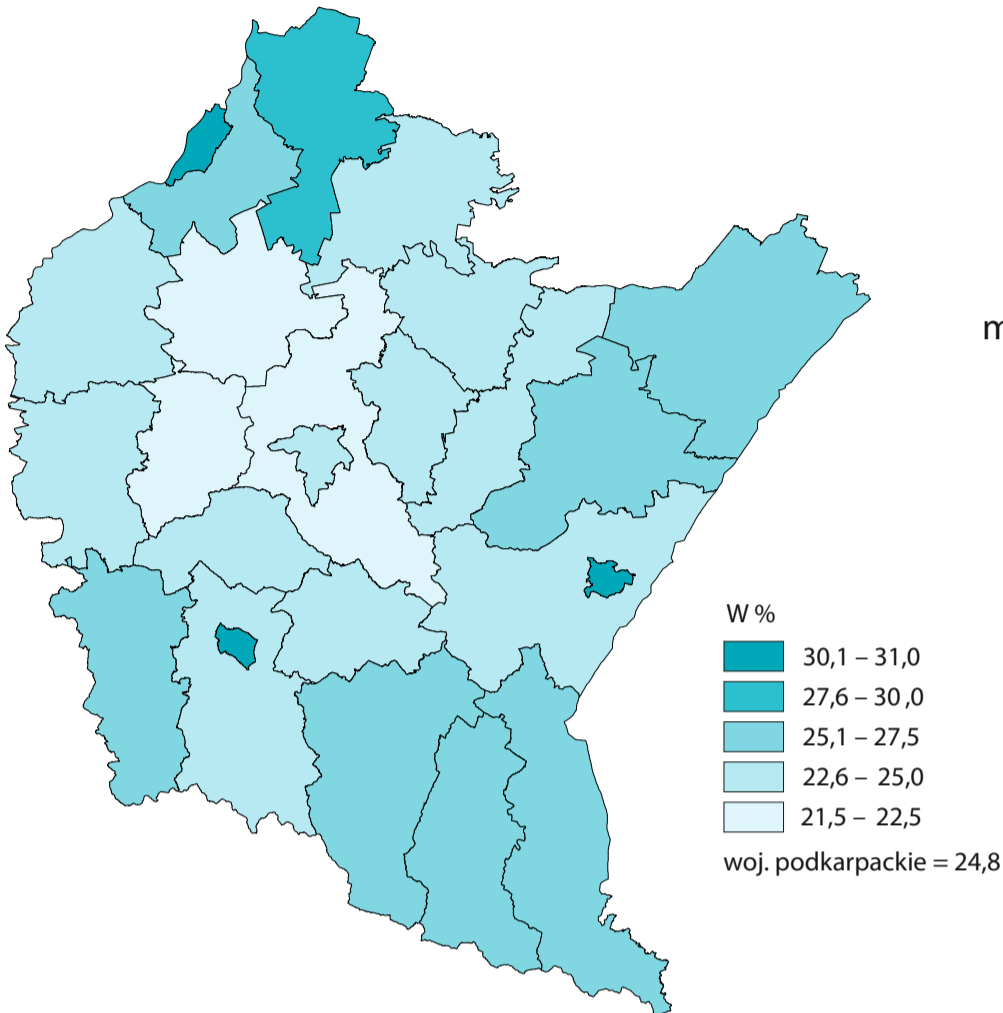 m
W %
30,1 – 31,0
27,6 – 30,0
25,1 – 27,5
22,6 – 25,0
21,5 – 22,5
woj. podkarpackie = 24,8